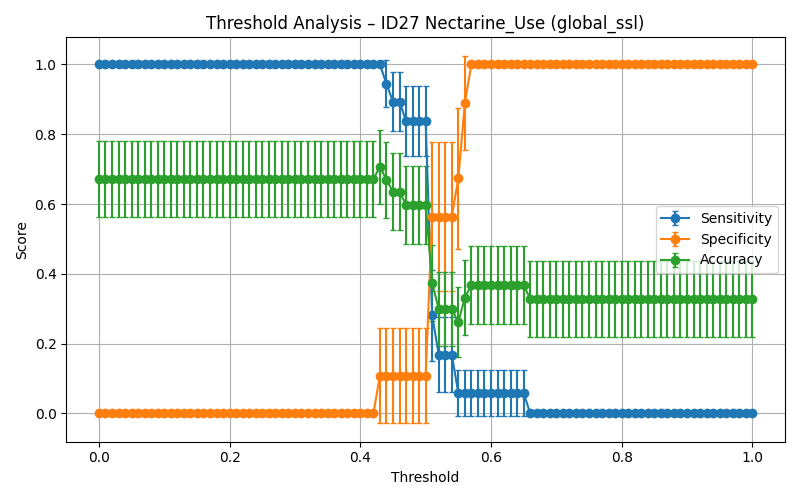 Threshold Analysis – ID27 Nectarine_Use (global_ssl)
Score
1.0
0.8
0.6
0.4
0.2
0.0
Sensitivity
Specificity
Accuracy
0.0 0.2 0.4 0.6 0.8 1.0
Threshold